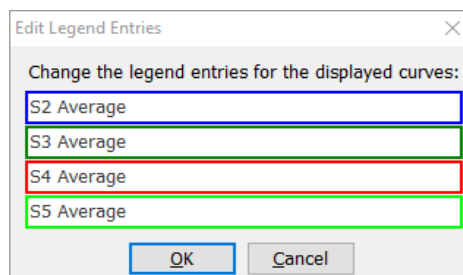 Edit Legend Entries
Change the legend entries for the displayed curves:
S2 Average
S3 Average
S4 Average
S5 Average
OK Cancel